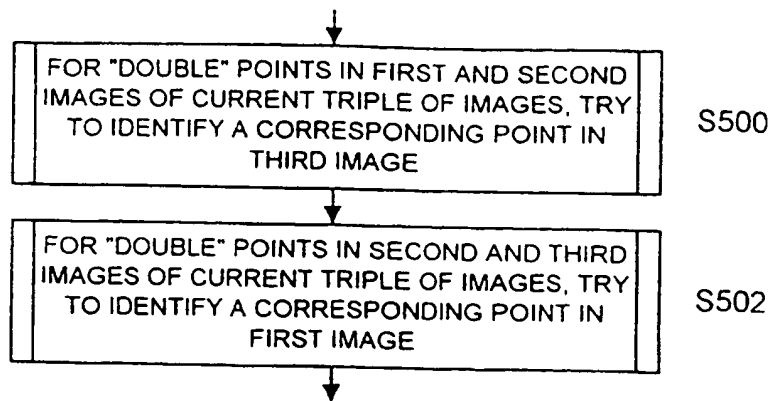 FOR "DOUBLE" POINTS IN FIRST AND SECOND
IMAGES OF CURRENT TRIPLE OF IMAGES, TRY
TO IDENTIFY A CORRESPONDING POINT IN
THIRD IMAGE
S500
FOR "DOUBLE" POINTS IN SECOND AND THIRD
IMAGES OF CURRENT TRIPLE OF IMAGES, TRY
TO IDENTIFY A CORRESPONDING POINT IN
FIRST IMAGE
S502